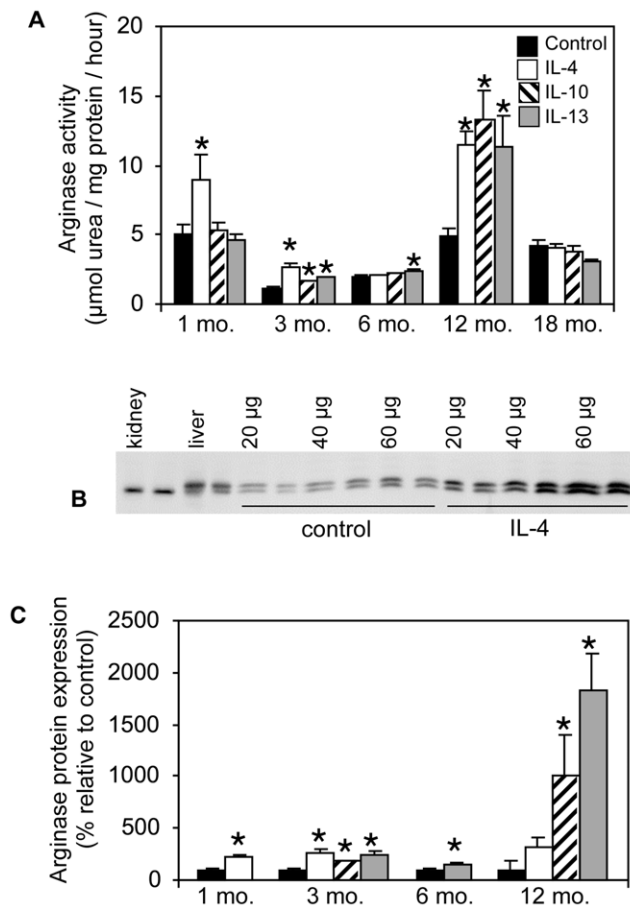 A
Arginase activity
(µmol urea / mg protein / hour)
20
15
10
5
0
Control
IL-4
IL-10
IL-13
*
*
*
*
*
*
*
*
1 mo.
3 mo.
6 mo.
12 mo.
18 mo.
kidney
liver
20 µg
40 µg
60 µg
20 µg
40 µg
60 µg
B
control
IL-4
C
Arginase protein expression
(% relative to control)
2500
2000
1500
1000
500
0
*
*
*
*
*
*
*
1 mo.
3 mo.
6 mo.
12 mo.